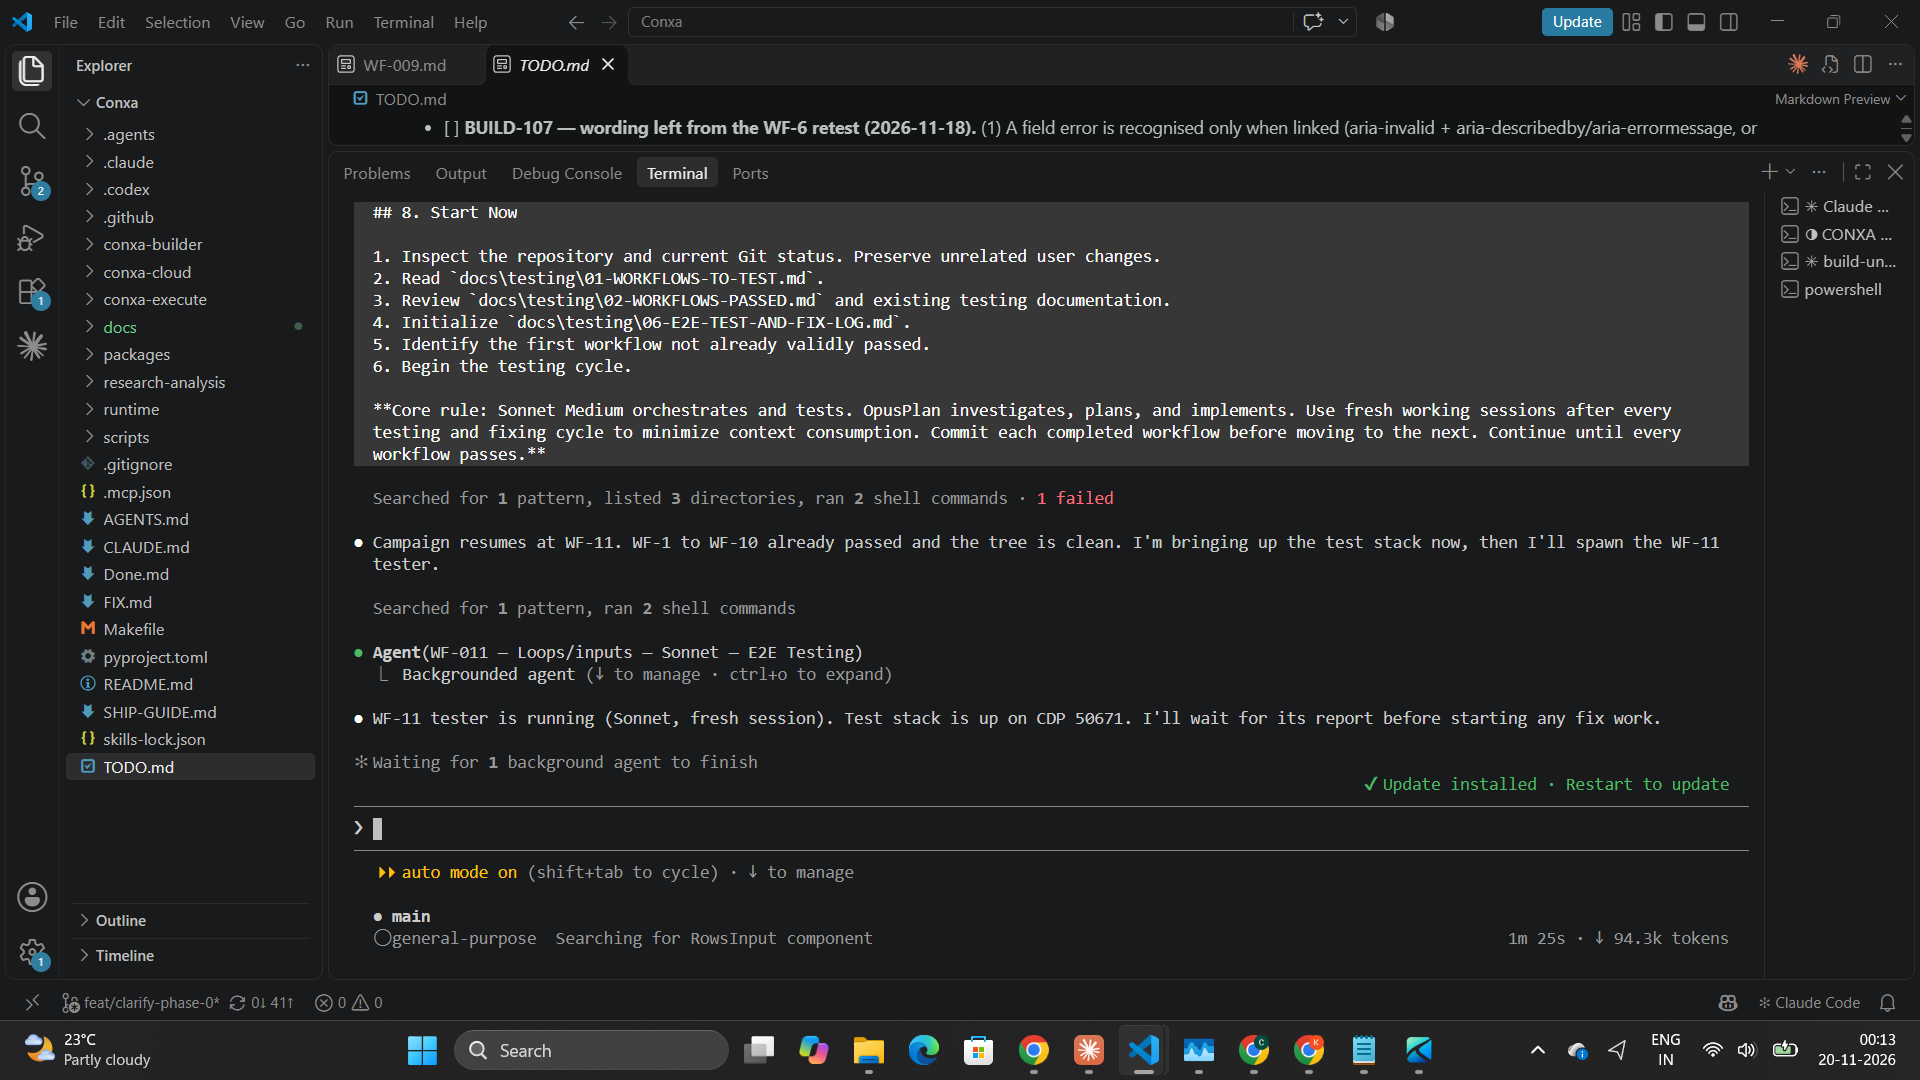 File Edit Selection View Go Run Terminal Help
Conxa
Update
Explorer
Conxa
.agents
.claude
.codex
.github
conxa-builder
conxa-cloud
conxa-execute
docs
packages
research-analysis
runtime
scripts
.gitignore
.mcp.json
AGENTS.md
CLAUDE.md
Done.md
FIX.md
Makefile
pyproject.toml
README.md
SHIP-GUIDE.md
skills-lock.json
TODO.md
Outline
Timeline
2
1
1
WF-009.md
TODO.md
TODO.md
Markdown Preview
• [ ] BUILD-107 — wording left from the WF-6 retest (2026-11-18). (1) A field error is recognised only when linked (aria-invalid + aria-describedby/aria-errormessage, or
Problems Output Debug Console Terminal Ports
## 8. Start Now
1. Inspect the repository and current Git status. Preserve unrelated user changes.
2. Read `docs\testing\01-WORKFLOWS-TO-TEST.md`.
3. Review `docs\testing\02-WORKFLOWS-PASSED.md` and existing testing documentation.
4. Initialize `docs\testing\06-E2E-TEST-AND-FIX-LOG.md`.
5. Identify the first workflow not already validly passed.
6. Begin the testing cycle.
**Core rule: Sonnet Medium orchestrates and tests. OpusPlan investigates, plans, and implements. Use fresh working sessions after every
testing and fixing cycle to minimize context consumption. Commit each completed workflow before moving to the next. Continue until every
workflow passes.**
Searched for 1 pattern, listed 3 directories, ran 2 shell commands · 1 failed
● Campaign resumes at WF-11. WF-1 to WF-10 already passed and the tree is clean. I'm bringing up the test stack now, then I'll spawn the WF-11
tester.
Searched for 1 pattern, ran 2 shell commands
● Agent(WF-011 — Loops/inputs — Sonnet — E2E Testing)
⎿ Backgrounded agent (↓ to manage · ctrl+o to expand)
● WF-11 tester is running (Sonnet, fresh session). Test stack is up on CDP 50671. I'll wait for its report before starting any fix work.
✻ Waiting for 1 background agent to finish
✓ Update installed · Restart to update
❯
⏵⏵ auto mode on (shift+tab to cycle) · ↓ to manage
● main
◯ general-purpose Searching for RowsInput component 1m 25s · ↓ 94.3k tokens
✳ Claude ...
◑ CONXA ...
✳ build-un...
powershell
feat/clarify-phase-0* 0↓ 41↑ 0 0
Claude Code
23°C
Partly cloudy
Search
ENG
IN
00:13
20-11-2026